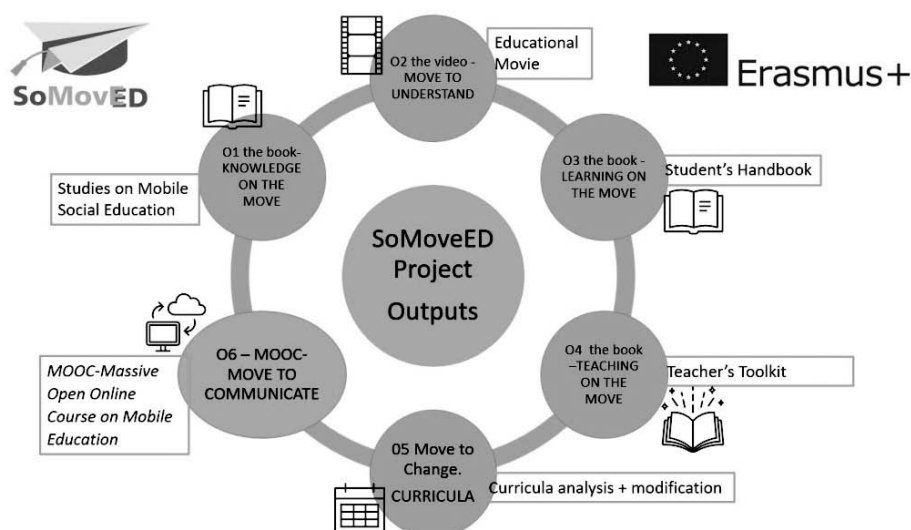 SoMovED
Erasmus+
O2 the video -
MOVE TO
UNDERSTAND
Educational
Movie
O1 the book-
KNOWLEDGE
ON THE
MOVE
Studies on Mobile
Social Education
O3 the book -
LEARNING ON
THE MOVE
Student's Handbook
SoMoveED
Project
Outputs
O6 – MOOC-
MOVE TO
COMMUNICATE
MOOC-Massive
Open Online
Course on Mobile
Education
O4 the book
–TEACHING
ON THE
MOVE
Teacher's Toolkit
05 Move to
Change.
CURRICULA
Curricula analysis + modification